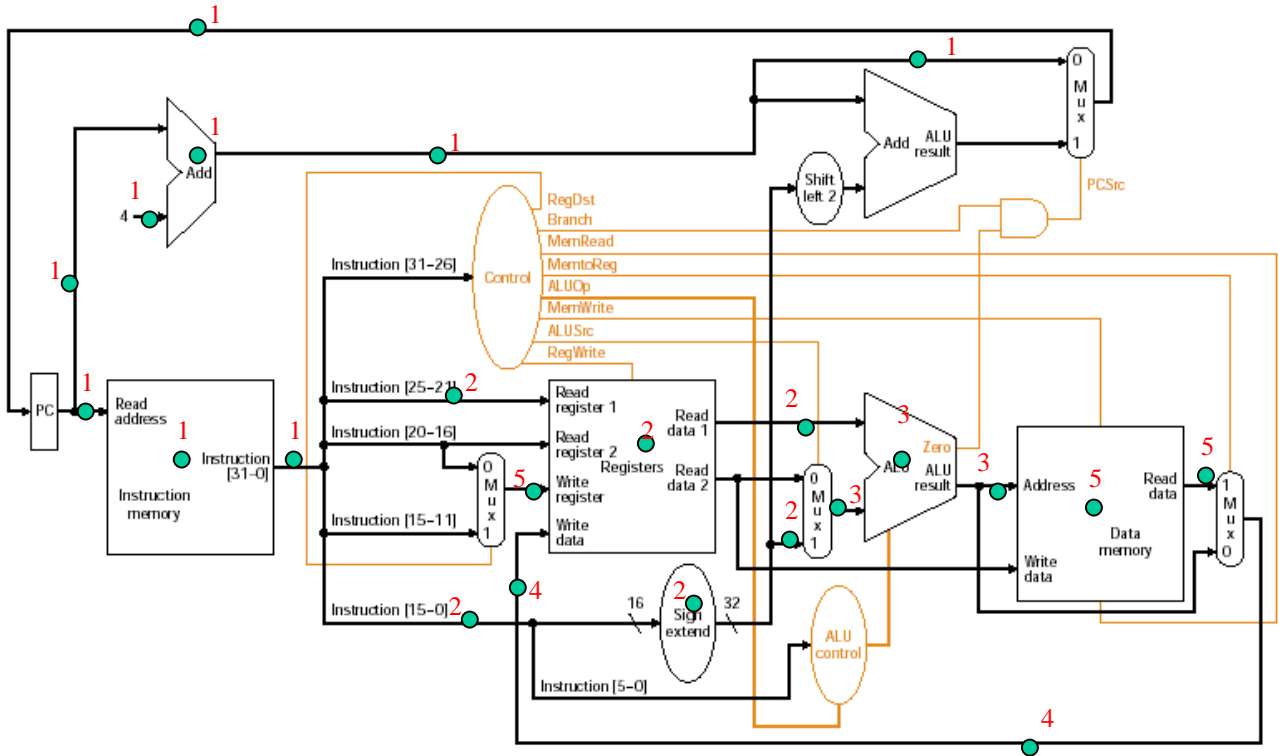 1
1
0
M
u
x
1
1
Add
1
Add
ALU
result
1
4
Shift
left 2
PCSrc
RegDst
Branch
MemRead
MemtoReg
ALUOp
MemWrite
ALUSrc
RegWrite
Instruction [31-26]
Control
1
PC
1
Read
address
1
Instruction
[31-0]
Instruction
memory
1
Instruction [25-21]
2
Instruction [20-16]
0
M
u
x
1
Instruction [15-11]
5
Read
register 1
Read
register 2
Write
register
Write
data
2
Registers
Read
data 1
Read
data 2
2
0
M
u
x
1
2
3
3
Zero
ALU
ALU
result
3
Address
Write
data
5
Data
memory
Read
data
5
1
M
u
x
0
4
Instruction [15-0]
2
16
2
Sign
extend
32
ALU
control
Instruction [5-0]
4